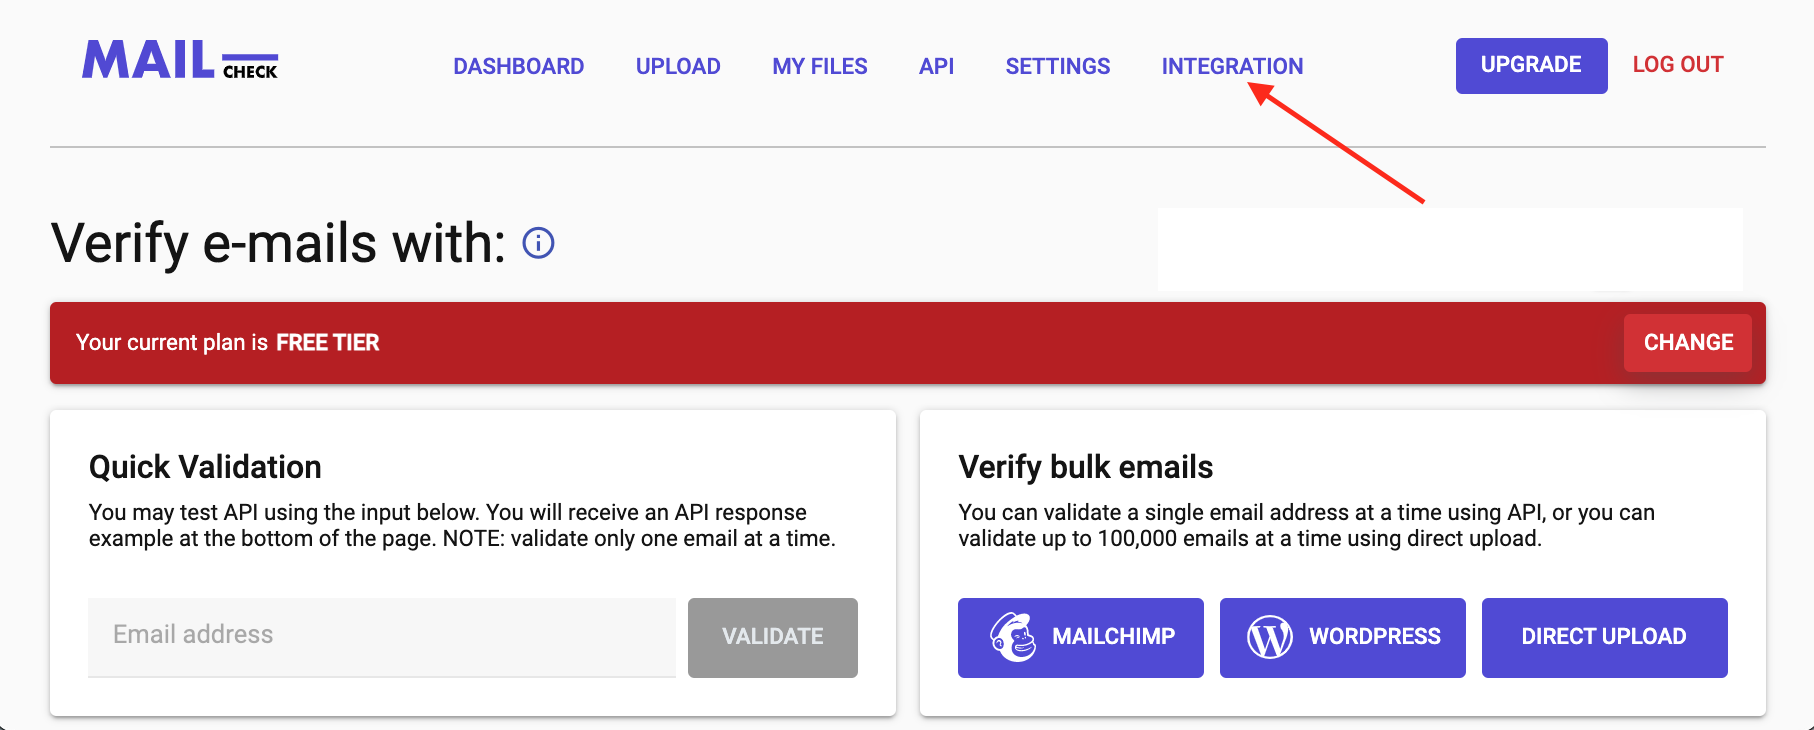 MAIL CHECK
DASHBOARD UPLOAD MY FILES API SETTINGS INTEGRATION UPGRADE LOG OUT
Verify e-mails with:
Your current plan is FREE TIER CHANGE
Quick Validation
You may test API using the input below. You will receive an API response
example at the bottom of the page. NOTE: validate only one email at a time.
Email address VALIDATE
Verify bulk emails
You can validate a single email address at a time using API, or you can
validate up to 100,000 emails at a time using direct upload.
MAILCHIMP WORDPRESS DIRECT UPLOAD